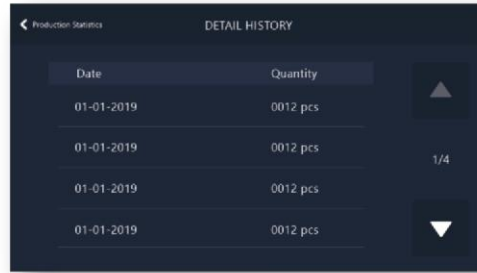 Production Statistics
DETAIL HISTORY
Date Quantity
01-01-2019 0012 pcs
01-01-2019 0012 pcs
1/4
01-01-2019 0012 pcs
01-01-2019 0012 pcs